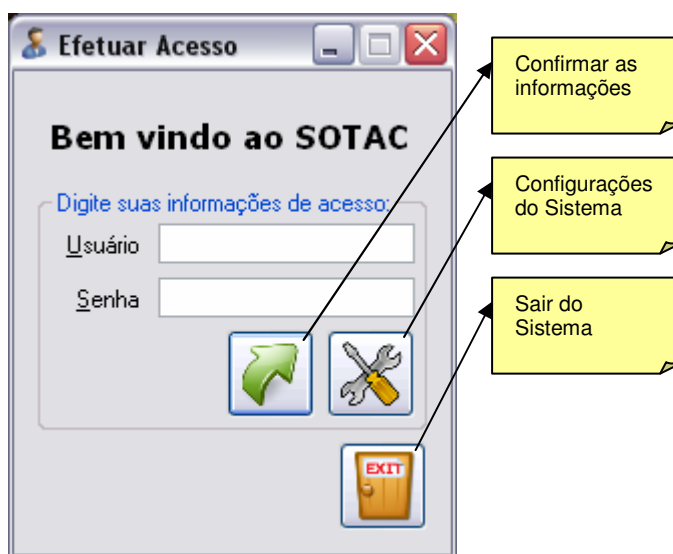 Efetuar Acesso
Bem vindo ao SOTAC
Digite suas informações de acesso:
Usuário
Senha
EXIT
Confirmar as
informações
Configurações
do Sistema
Sair do
Sistema